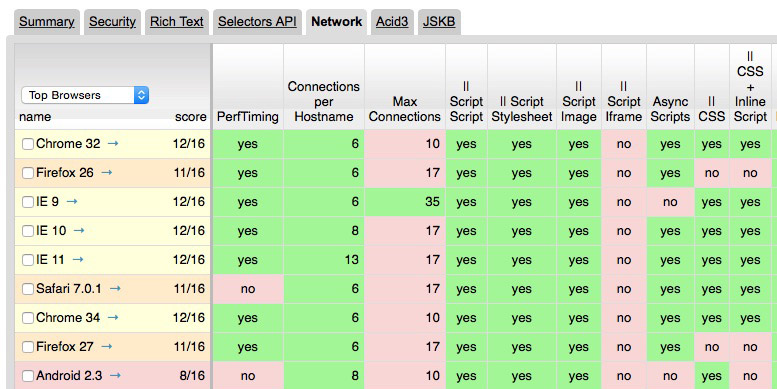 Summary Security Rich Text Selectors API Network Acid3 JSKB
Top Browsers
name score PerfTiming Connections per Hostname Max Connections || Script Script || Script Stylesheet || Script Image || Script Iframe Async Scripts || CSS || CSS + Inline Script
Chrome 32 → 12/16 yes 6 10 yes yes yes no yes yes yes
Firefox 26 → 11/16 yes 6 17 yes yes yes no yes no no
IE 9 → 12/16 yes 6 35 yes yes yes no no yes yes
IE 10 → 12/16 yes 8 17 yes yes yes no yes yes yes
IE 11 → 12/16 yes 13 17 yes yes yes no yes yes yes
Safari 7.0.1 → 11/16 no 6 17 yes yes yes no yes yes yes
Chrome 34 → 12/16 yes 6 10 yes yes yes no yes yes yes
Firefox 27 → 11/16 yes 6 17 yes yes yes no yes no no
Android 2.3 → 8/16 no 8 10 yes yes yes no no yes no